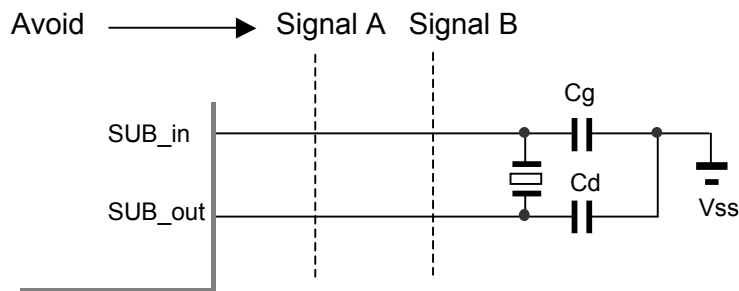 Avoid Signal A Signal B
Cg
SUB_in
Cd
SUB_out
Vss